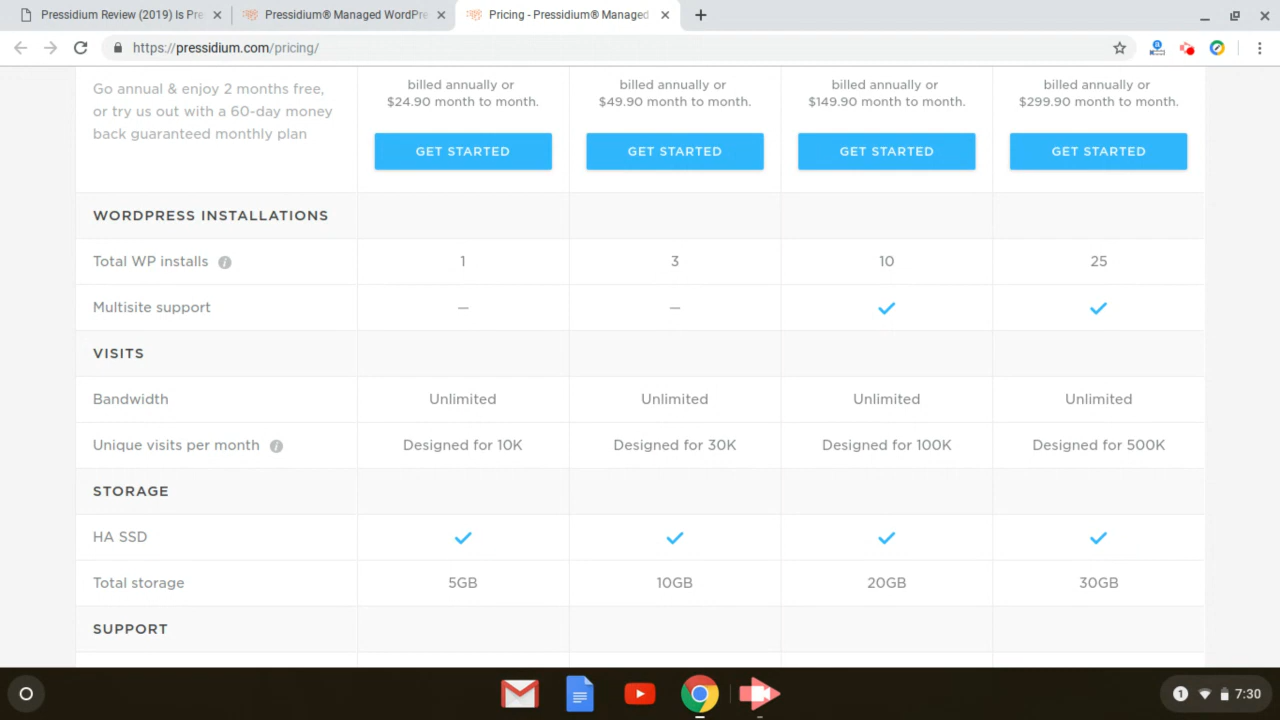 Pressidium Review (2019) Is Pre
Pressidium® Managed WordPre
Pricing - Pressidium® Managed
https://pressidium.com/pricing/
Go annual & enjoy 2 months free,
or try us out with a 60-day money
back guaranteed monthly plan
billed annually or
$24.90 month to month.
billed annually or
$49.90 month to month.
billed annually or
$149.90 month to month.
billed annually or
$299.90 month to month.
GET STARTED GET STARTED GET STARTED GET STARTED
WORDPRESS INSTALLATIONS
Total WP installs i 1 3 10 25
Multisite support — —
VISITS
Bandwidth Unlimited Unlimited Unlimited Unlimited
Unique visits per month i Designed for 10K Designed for 30K Designed for 100K Designed for 500K
STORAGE
HA SSD
Total storage 5GB 10GB 20GB 30GB
SUPPORT
1 7:30